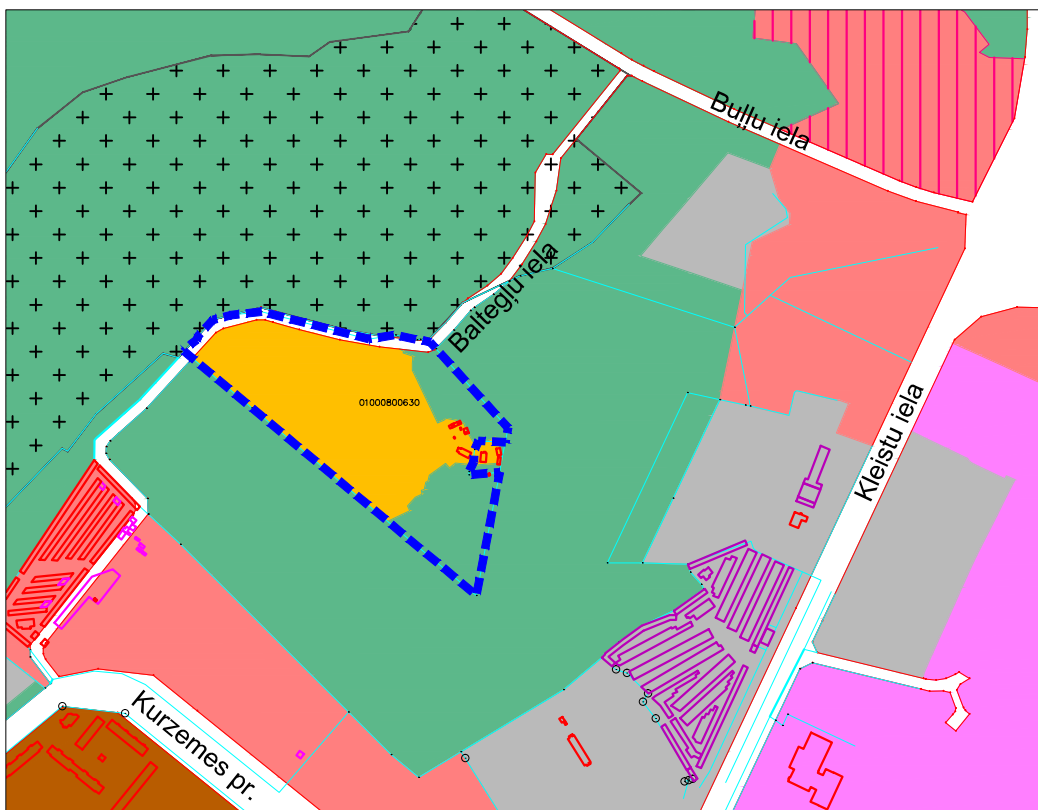 Buļļu iela
Baltegļu iela
01000800630
Kleistu iela
Kurzemes pr.